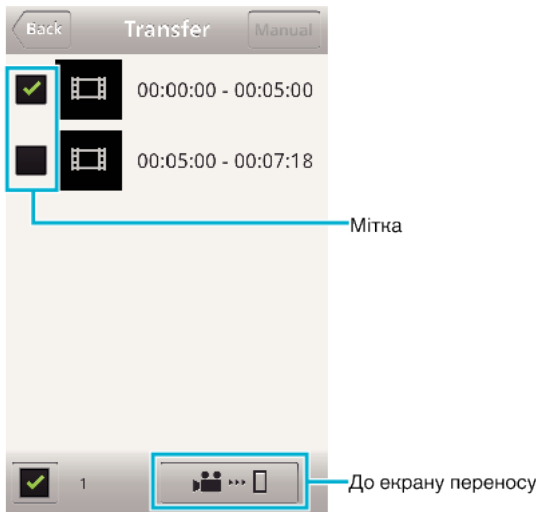 Back Transfer Manual
00:00:00 - 00:05:00
00:05:00 - 00:07:18
Мітка
1
До екрану переносу